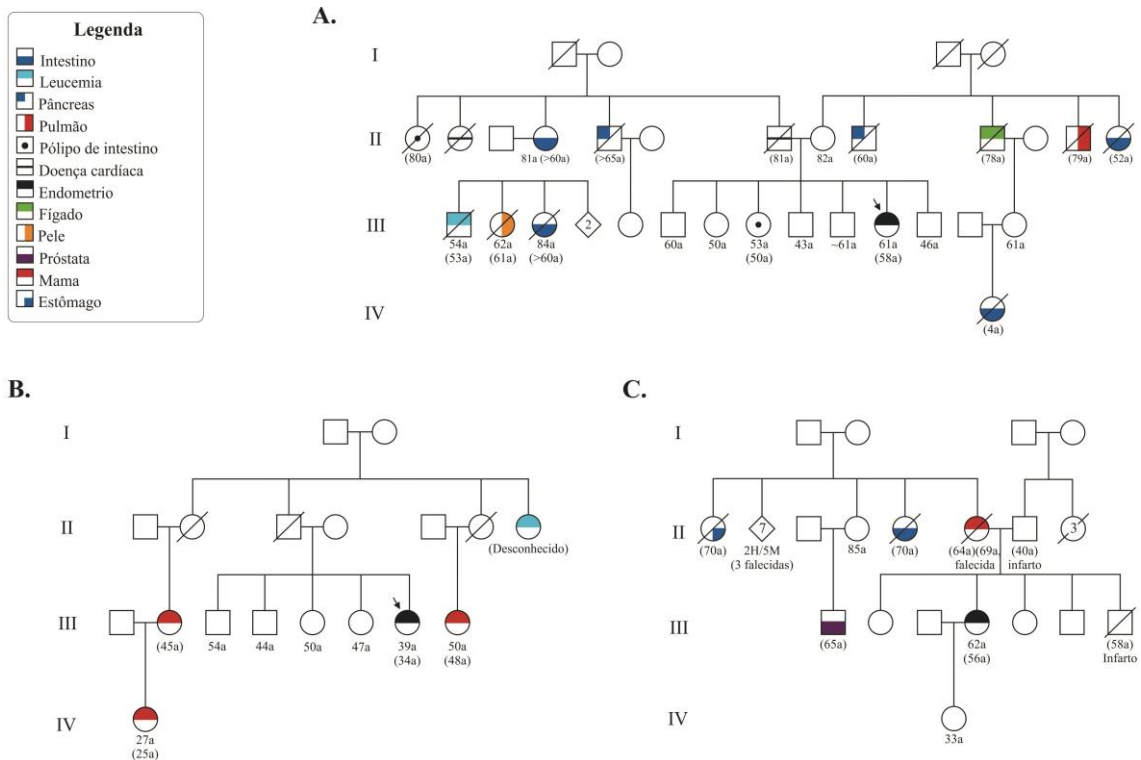 Legenda
Intestino
Leucemia
Pâncreas
Pulmão
Pólipo de intestino
Doença cardíaca
Endometrio
Fígado
Pele
Próstata
Mama
Estômago
A.
I
II
(80a) 81a (>60a) (>65a) (81a) 82a (60a) (78a) (79a) (52a)
III
2
54a 62a 84a 60a 50a 53a 43a ~61a 61a 46a 61a
(53a) (61a) (>60a) (50a) (58a)
IV
(4a)
B.
I
II
(Desconhecido)
III
(45a) 54a 44a 50a 47a 39a 50a
(34a) (48a)
IV
27a
(25a)
C.
I
II
7 3
(70a) 2H/5M 85a (70a) (64a)(69a, (40a)
(3 falecidas) falecida) infarto
III
(65a) 62a (58a)
(56a) Infarto
IV
33a